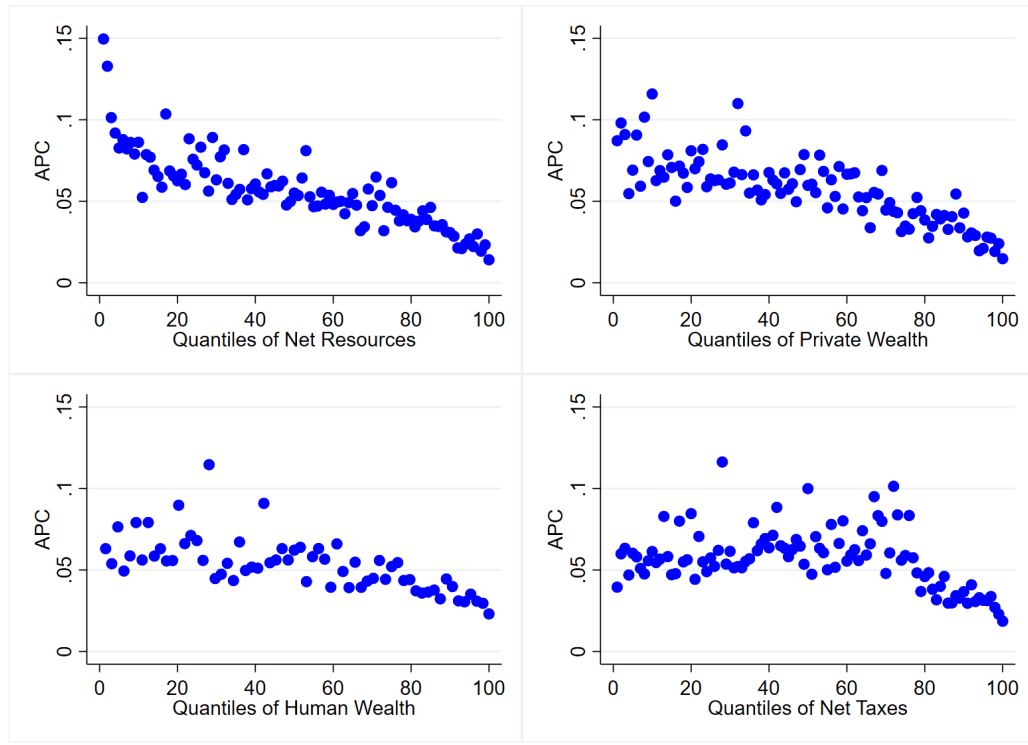 .15
.1
.05
0
APC
0 20 40 60 80 100
Quantiles of Net Resources
.15
.1
.05
0
APC
0 20 40 60 80 100
Quantiles of Private Wealth
.15
.1
.05
0
APC
0 20 40 60 80 100
Quantiles of Human Wealth
.15
.1
.05
0
APC
0 20 40 60 80 100
Quantiles of Net Taxes